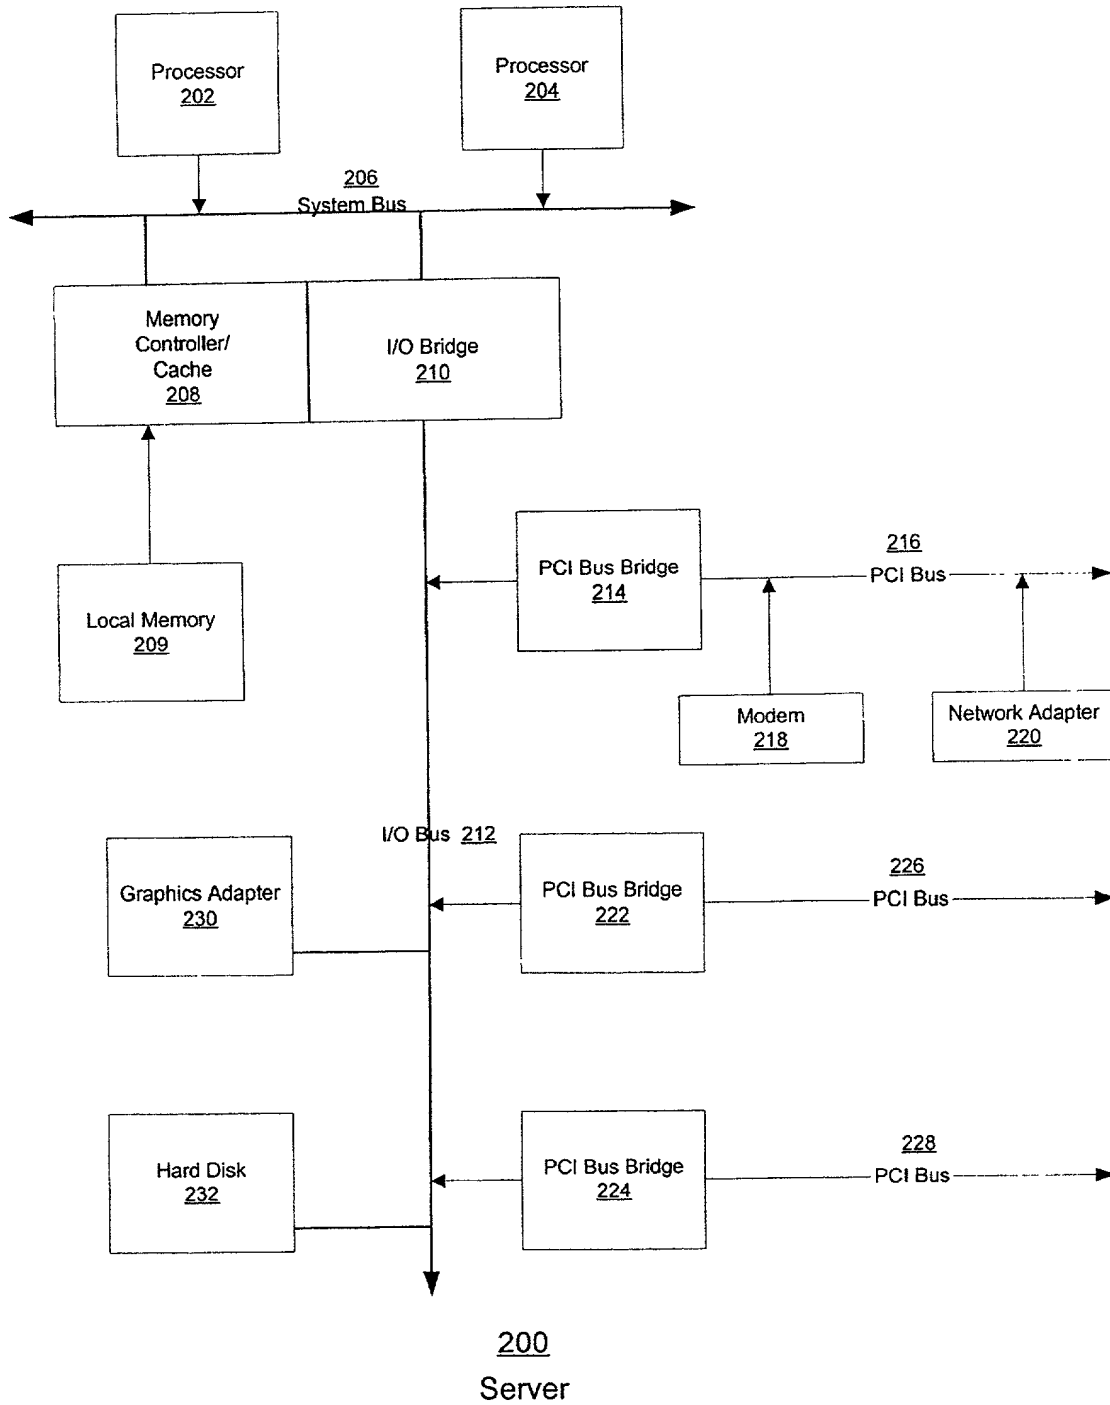 Processor
202
Processor
204
206
System Bus
Memory
Controller/
Cache
208
I/O Bridge
210
PCI Bus Bridge
214
216
PCI Bus
Local Memory
209
Modem
218
Network Adapter
220
I/O Bus 212
Graphics Adapter
230
PCI Bus Bridge
222
226
PCI Bus
Hard Disk
232
PCI Bus Bridge
224
228
PCI Bus
200
Server